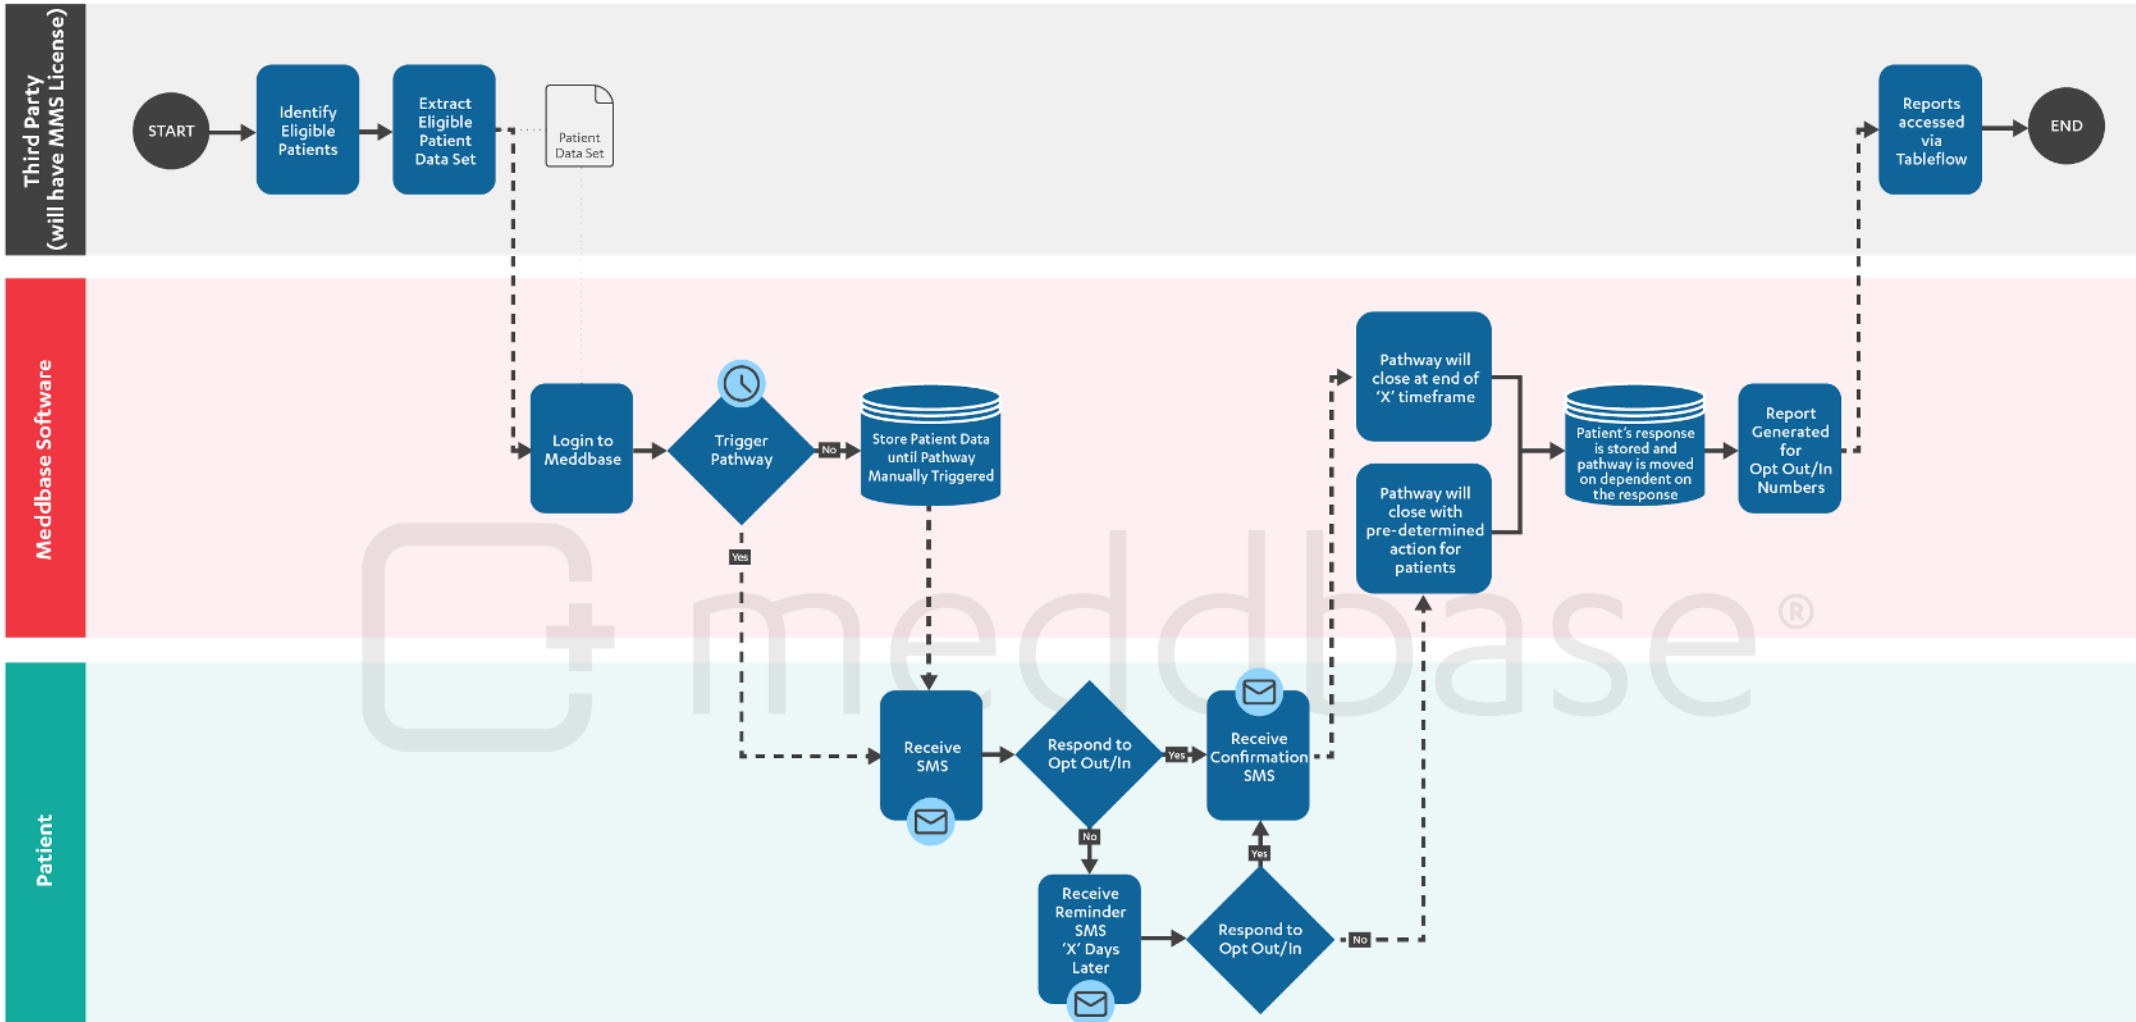 Third Party
(will have MMS License)
START
Identify
Eligible
Patients
Extract
Eligible
Patient
Data Set
Patient
Data Set
Reports
accessed
via
Tableflow
END
Meddbase Software
Login to
Meddbase
Trigger
Pathway
No
Yes
Store Patient Data
until Pathway
Manually Triggered
Pathway will
close at end of
‘X’ timeframe
Pathway will
close with
pre-determined
action for
patients
Patient’s response
is stored and
pathway is moved
on dependent on
the response
Report
Generated
for
Opt Out/In
Numbers
meddbase®
Patient
Receive
SMS
Respond to
Opt Out/In
Yes
No
Receive
Confirmation
SMS
Receive
Reminder
SMS
‘X’ Days
Later
Respond to
Opt Out/In
Yes
No